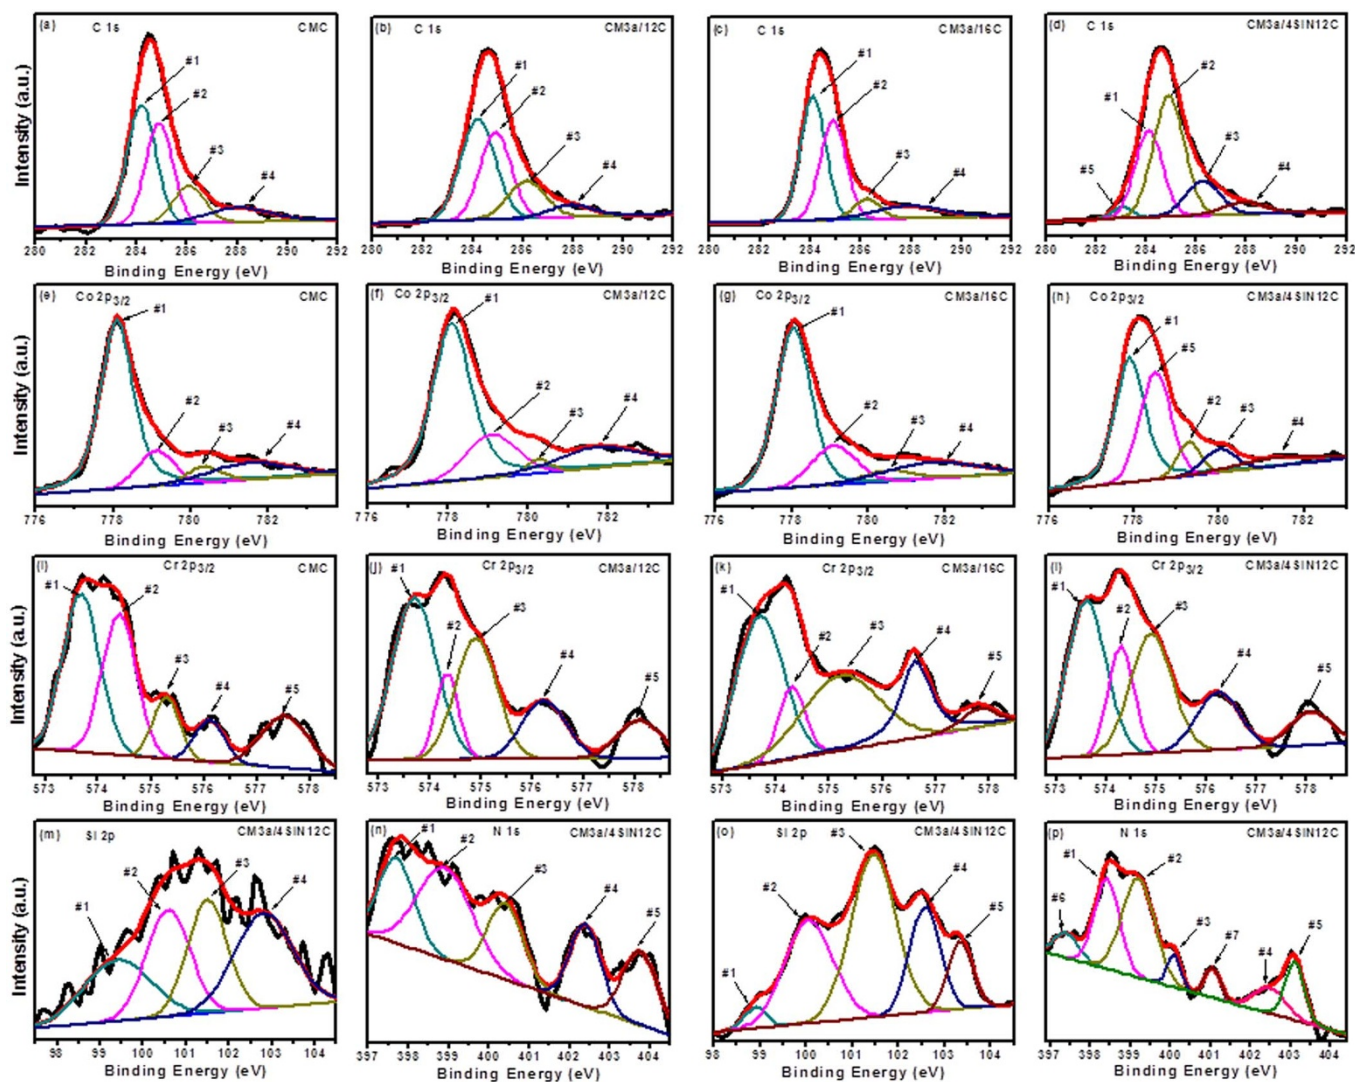 (a) C 1s CMC
#1
#2
#3
#4
280 282 284 286 288 290 292
Binding Energy (eV)
Intensity (a.u.)
(b) C 1s CM3a/12C
#1
#2
#3
#4
280 282 284 286 288 290 292
Binding Energy (eV)
(c) C 1s CM3a/16C
#1
#2
#3
#4
280 282 284 286 288 290 292
Binding Energy (eV)
(d) C 1s CM3a/4SiN12C
#2
#1
#3
#4
#5
280 282 284 286 288 290 292
Binding Energy (eV)
(e) Co 2p3/2 CMC
#1
#2
#3
#4
776 778 780 782
Binding Energy (eV)
Intensity (a.u.)
(f) Co 2p3/2 CM3a/12C
#1
#2
#3
#4
776 778 780 782
Binding Energy (eV)
(g) Co 2p3/2 CM3a/16C
#1
#2
#3
#4
776 778 780 782
Binding Energy (eV)
(h) Co 2p3/2 CM3a/4SiN12C
#1
#5
#2
#3
#4
776 778 780 782
Binding Energy (eV)
(i) Cr 2p3/2 CMC
#1
#2
#3
#4
#5
573 574 575 576 577 578
Binding Energy (eV)
Intensity (a.u.)
(j) Cr 2p3/2 CM3a/12C
#1
#2
#3
#4
#5
573 574 575 576 577 578
Binding Energy (eV)
(k) Cr 2p3/2 CM3a/16C
#1
#2
#3
#4
#5
573 574 575 576 577 578
Binding Energy (eV)
(l) Cr 2p3/2 CM3a/4SiN12C
#1
#2
#3
#4
#5
573 574 575 576 577 578
Binding Energy (eV)
(m) Si 2p CM3a/4SiN12C
#1
#2
#3
#4
98 99 100 101 102 103 104
Binding Energy (eV)
Intensity (a.u.)
(n) N 1s CM3a/4SiN12C
#1
#2
#3
#4
#5
397 398 399 400 401 402 403 404
Binding Energy (eV)
(o) Si 2p CM3a/4SiN12C
#3
#2
#4
#5
#1
98 99 100 101 102 103 104
Binding Energy (eV)
(p) N 1s CM3a/4SiN12C
#1
#2
#6
#3
#7
#4
#5
397 398 399 400 401 402 403 404
Binding Energy (eV)